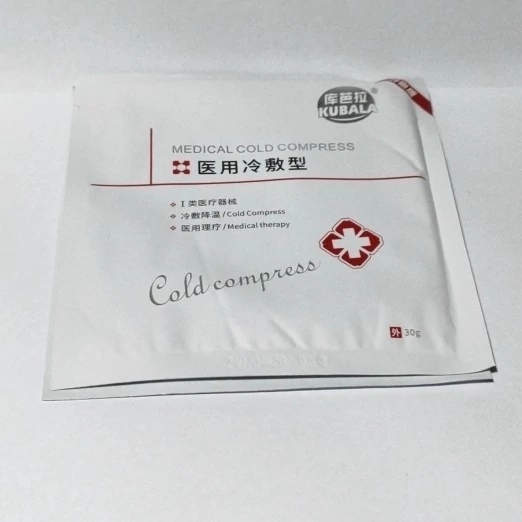 库芭拉
KUBALA
MEDICAL COLD COMPRESS
医用冷敷型
I 类医疗器械
冷敷降温/Cold Compress
医用理疗/Medical therapy
Cold compress
外 30g